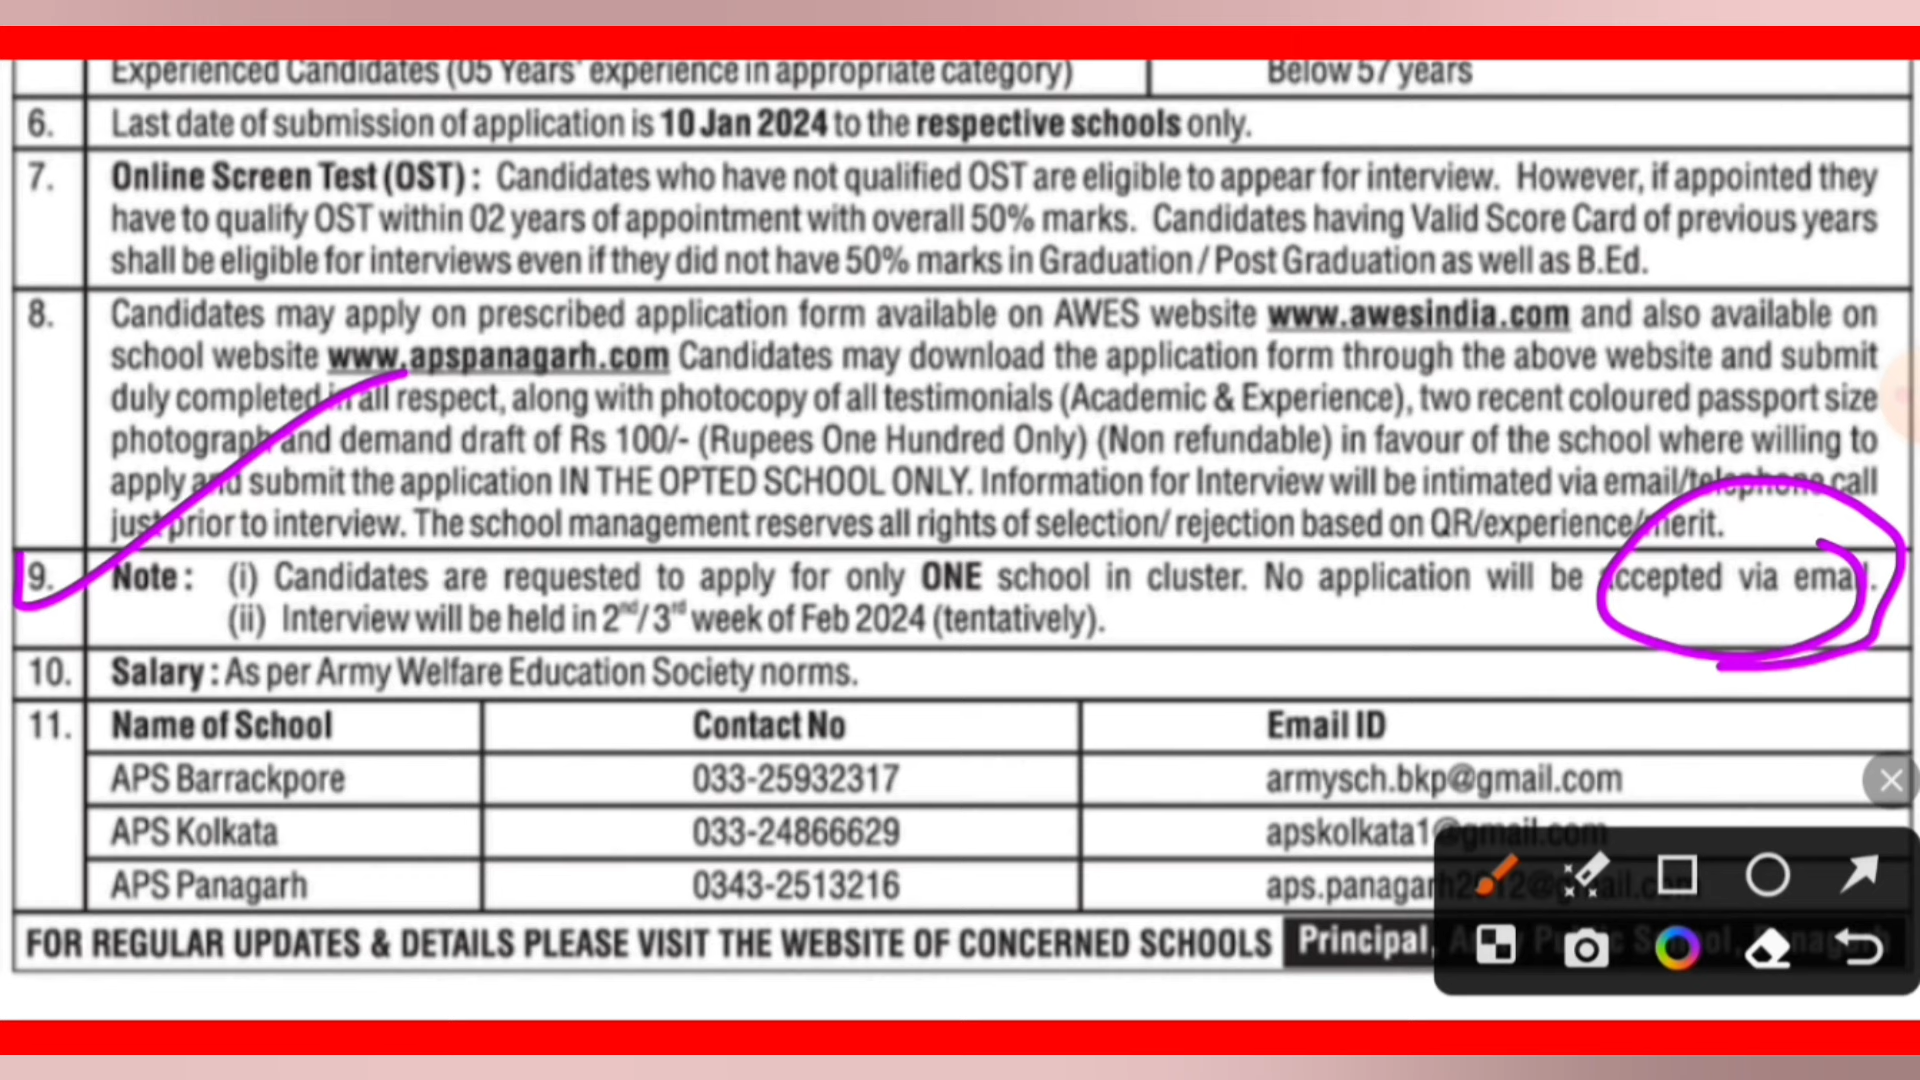 Experienced Candidates (05 Years' experience in appropriate category) Below 57 years
6. Last date of submission of application is 10 Jan 2024 to the respective schools only.
7. Online Screen Test (OST) : Candidates who have not qualified OST are eligible to appear for interview. However, if appointed they
have to qualify OST within 02 years of appointment with overall 50% marks. Candidates having Valid Score Card of previous years
shall be eligible for interviews even if they did not have 50% marks in Graduation / Post Graduation as well as B.Ed.
8. Candidates may apply on prescribed application form available on AWES website www.awesindia.com and also available on
school website www.apspanagarh.com Candidates may download the application form through the above website and submit
duly completed in all respect, along with photocopy of all testimonials (Academic & Experience), two recent coloured passport size
photograph and demand draft of Rs 100/- (Rupees One Hundred Only) (Non refundable) in favour of the school where willing to
apply and submit the application IN THE OPTED SCHOOL ONLY. Information for Interview will be intimated via email/telephone call
just prior to interview. The school management reserves all rights of selection/ rejection based on QR/experience/merit.
9. Note : (i) Candidates are requested to apply for only ONE school in cluster. No application will be accepted via email.
(ii) Interview will be held in 2nd/ 3rd week of Feb 2024 (tentatively).
10. Salary : As per Army Welfare Education Society norms.
11. Name of School Contact No Email ID
APS Barrackpore 033-25932317 armysch.bkp@gmail.com
APS Kolkata 033-24866629 apskolkata1@gmail.com
APS Panagarh 0343-2513216 aps.panagarh2012@gmail.com
FOR REGULAR UPDATES & DETAILS PLEASE VISIT THE WEBSITE OF CONCERNED SCHOOLS Principal, Army Public School, Panagarh